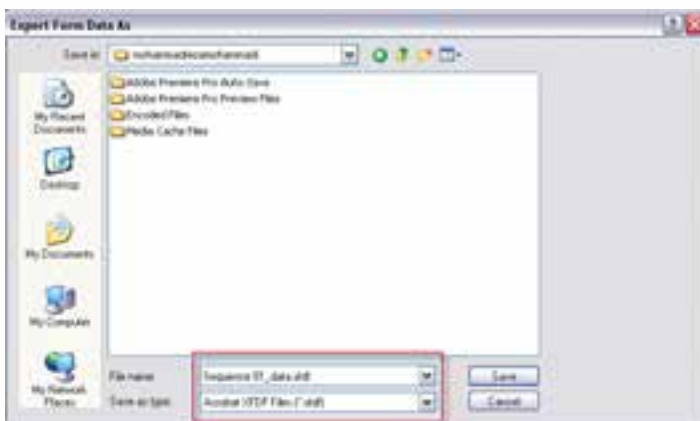 Export Form Data As
Save in:
Adobe Premiere Pro Auto Save
Adobe Premiere Pro Preview Files
Encoded Files
Media Cache Files
My Recent
Documents
Desktop
My Documents
My Computer
My Network
Places
File name:
Sequence 01_data.xfdf
Save
Save as type:
Acrobat XFDF Files (*.xfdf)
Cancel